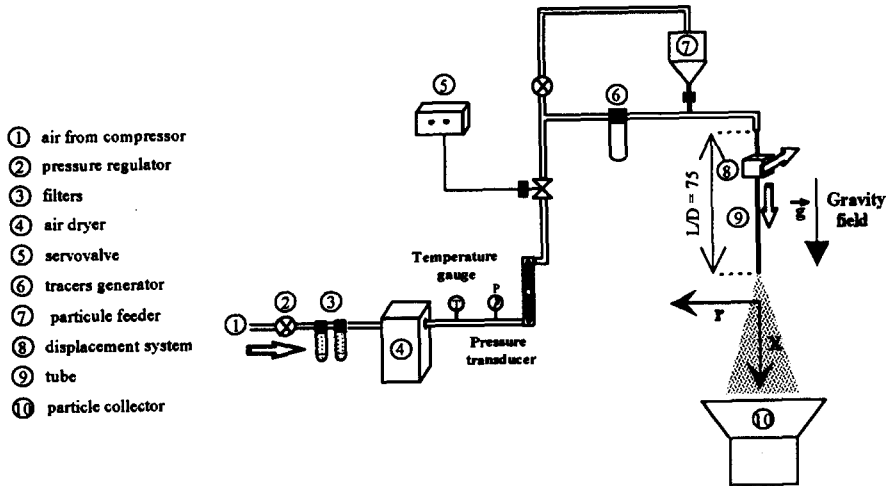 ① air from compressor
② pressure regulator
③ filters
④ air dryer
⑤ servovalve
⑥ tracers generator
⑦ particule feeder
⑧ displacement system
⑨ tube
⑩ particle collector
⑤
⑥
⑦
L/D = 75
⑧
⑨
g
Gravity
field
Temperature
gauge
P
T
① ② ③
④
Pressure
transducer
r
X
⑩